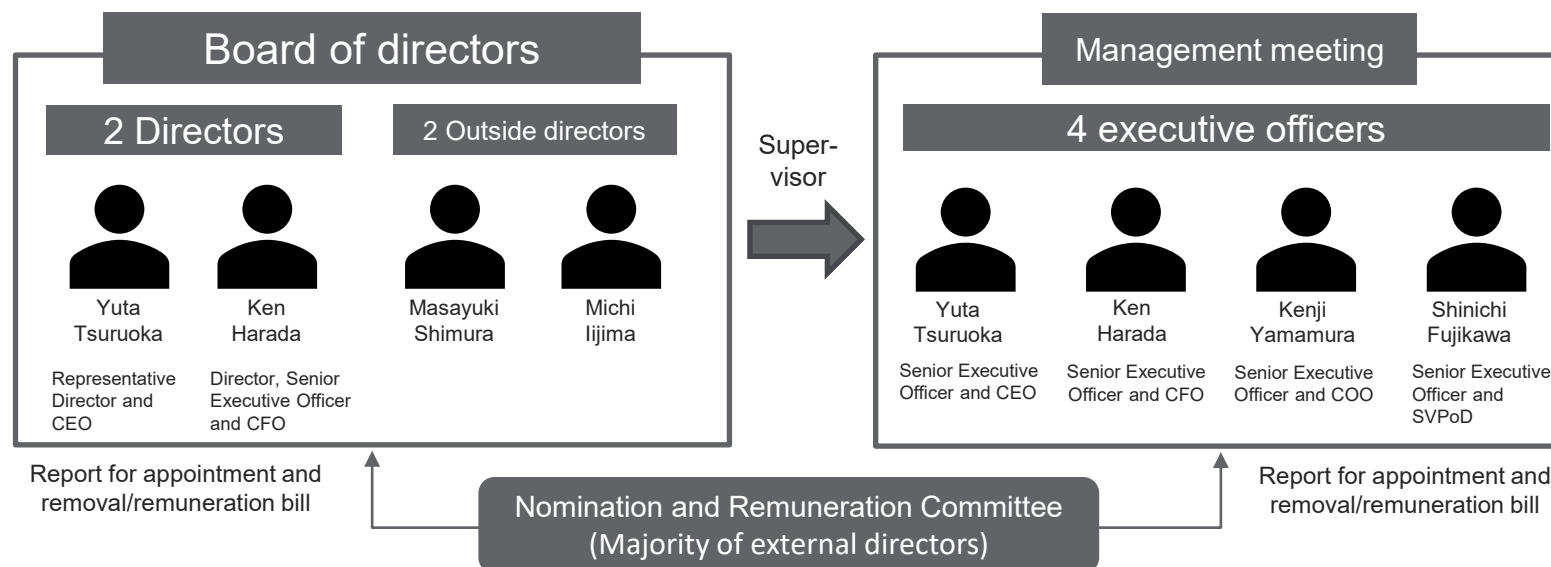 Board of directors
2 Directors
2 Outside directors
Yuta
Tsuruoka
Ken
Harada
Masayuki
Shimura
Michi
Iijima
Representative
Director and
CEO
Director, Senior
Executive Officer
and CFO
Super-
visor
Management meeting
4 executive officers
Yuta
Tsuruoka
Ken
Harada
Kenji
Yamamura
Shinichi
Fujikawa
Senior Executive
Officer and CEO
Senior Executive
Officer and CFO
Senior Executive
Officer and COO
Senior Executive
Officer and
SVPoD
Report for appointment and
removal/remuneration bill
Nomination and Remuneration Committee
(Majority of external directors)
Report for appointment and
removal/remuneration bill